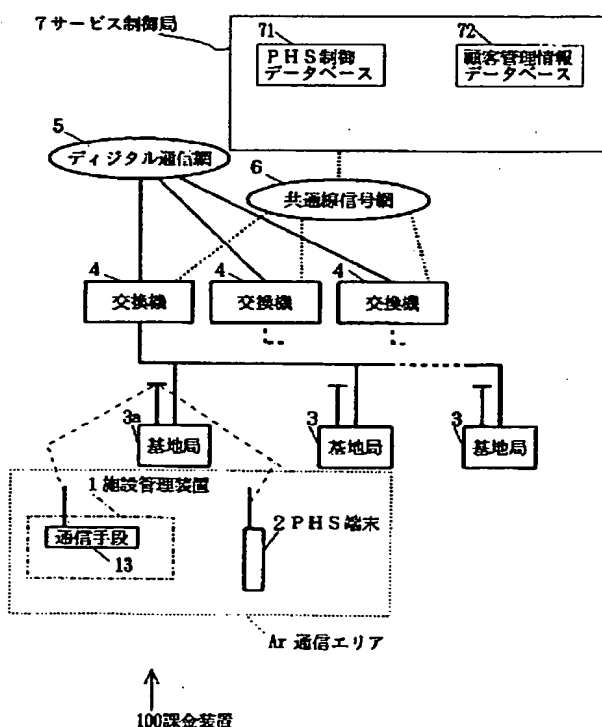 7サービス制御局
71
PHS制御
データベース
72
顧客管理情報
データベース
5
ディジタル通信網
6
共通線信号網
4
交換機
4
交換機
4
交換機
3a
基地局
3
基地局
3
基地局
1施設管理装置
通信手段
13
2PHS端末
Ar 通信エリア
100課金装置